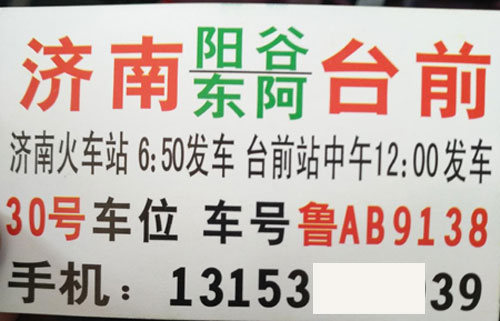 济南 阳谷 台前
东阿
济南火车站 6:50发车 台前站中午12:00发车
30号车位 车号鲁AB9138
手机：13153 39